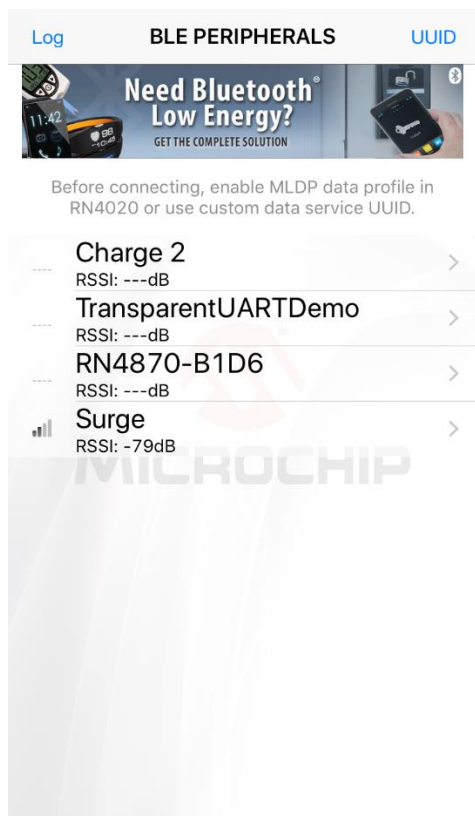 Log BLE PERIPHERALS UUID
Need Bluetooth®
Low Energy?
GET THE COMPLETE SOLUTION
11:42
Before connecting, enable MLDP data profile in
RN4020 or use custom data service UUID.
Charge 2
RSSI: ---dB
TransparentUARTDemo
RSSI: ---dB
RN4870-B1D6
RSSI: ---dB
Surge
RSSI: -79dB
MICROCHIP